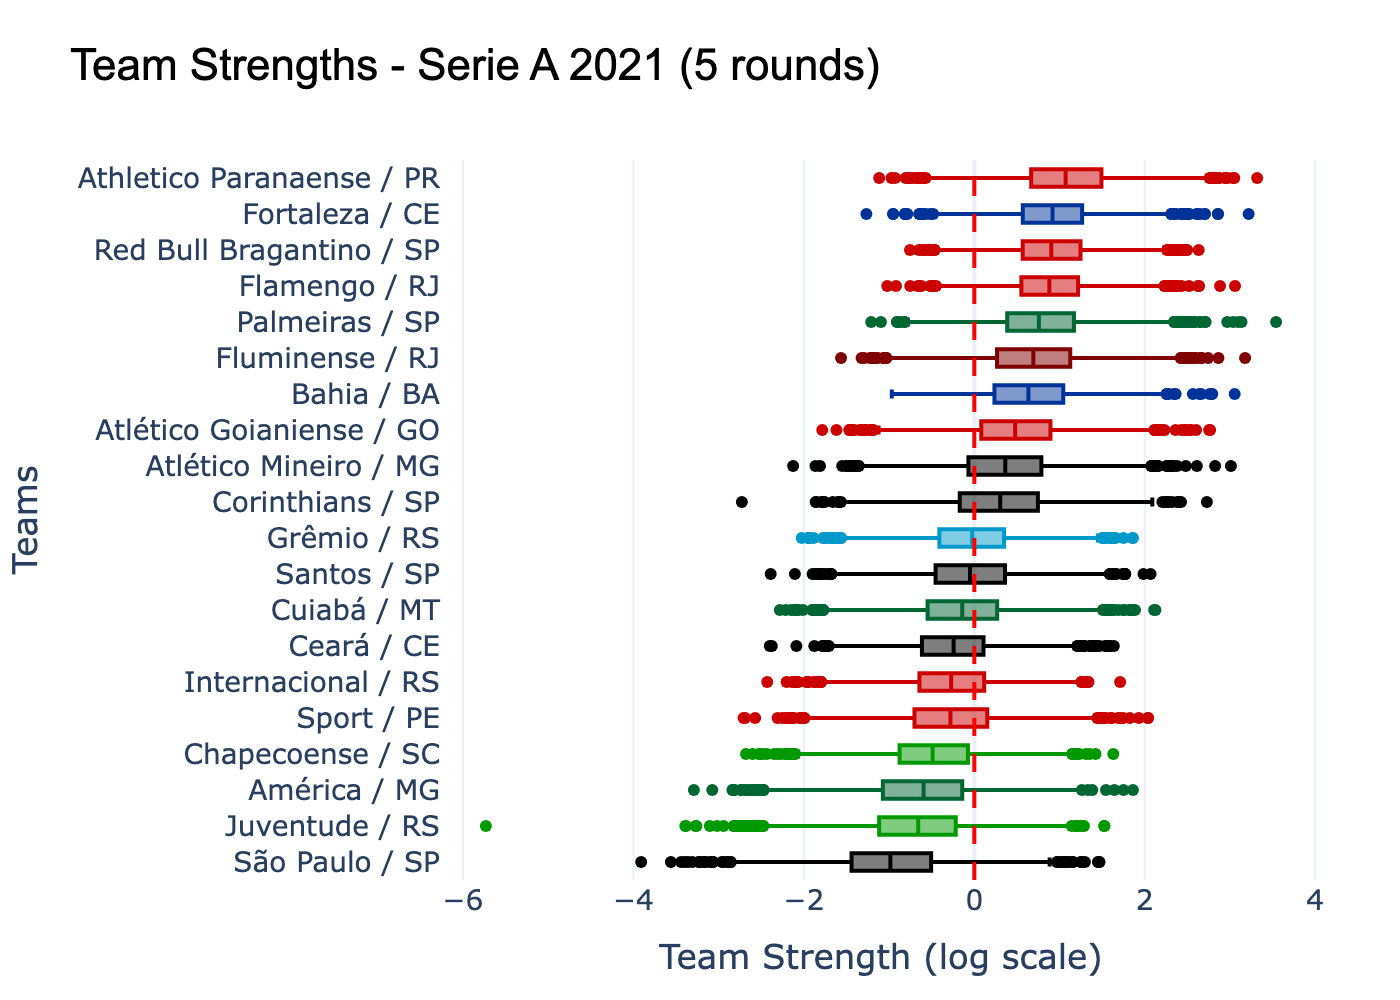 Team Strengths - Serie A 2021 (5 rounds)
Athletico Paranaense / PR
Fortaleza / CE
Red Bull Bragantino / SP
Flamengo / RJ
Palmeiras / SP
Fluminense / RJ
Bahia / BA
Atlético Goianiense / GO
Atlético Mineiro / MG
Corinthians / SP
Grêmio / RS
Santos / SP
Cuiabá / MT
Ceará / CE
Internacional / RS
Sport / PE
Chapecoense / SC
América / MG
Juventude / RS
São Paulo / SP
Teams
−6 −4 −2 0 2 4
Team Strength (log scale)